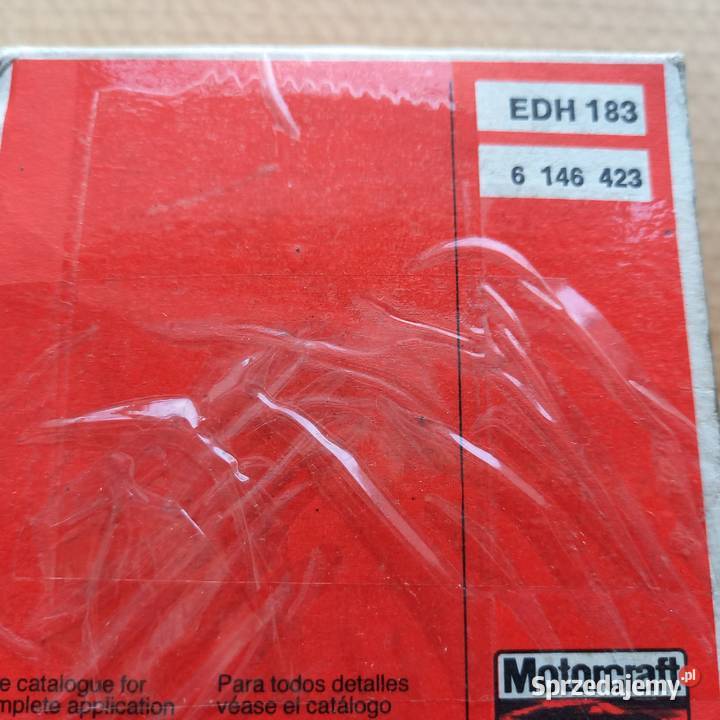 EDH 183
6 146 423
e catalogue for
mplete application
Para todos detalles
véase el catálogo
Motorcraft
Sprzedajemy.pl